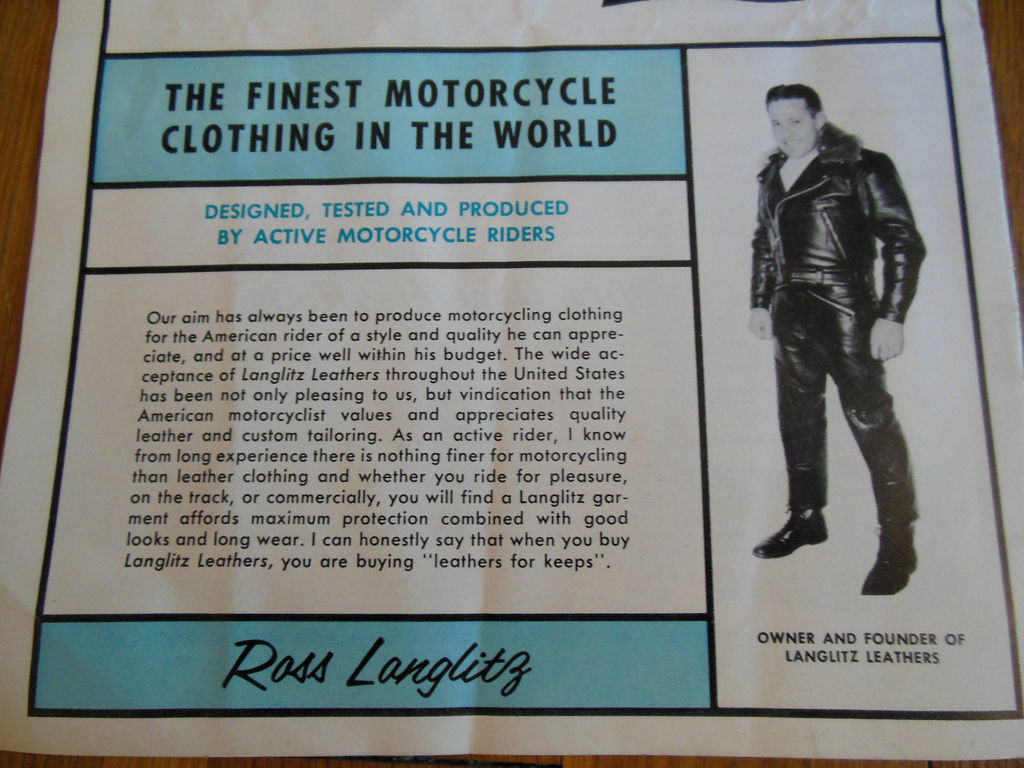 THE FINEST MOTORCYCLE
CLOTHING IN THE WORLD
DESIGNED, TESTED AND PRODUCED
BY ACTIVE MOTORCYCLE RIDERS
Our aim has always been to produce motorcycling clothing
for the American rider of a style and quality he can appre-
ciate, and at a price well within his budget. The wide ac-
ceptance of Langlitz Leathers throughout the United States
has been not only pleasing to us, but vindication that the
American motorcyclist values and appreciates quality
leather and custom tailoring. As an active rider, I know
from long experience there is nothing finer for motorcycling
than leather clothing and whether you ride for pleasure,
on the track, or commercially, you will find a Langlitz gar-
ment affords maximum protection combined with good
looks and long wear. I can honestly say that when you buy
Langlitz Leathers, you are buying "leathers for keeps".
Ross Langlitz
OWNER AND FOUNDER OF
LANGLITZ LEATHERS